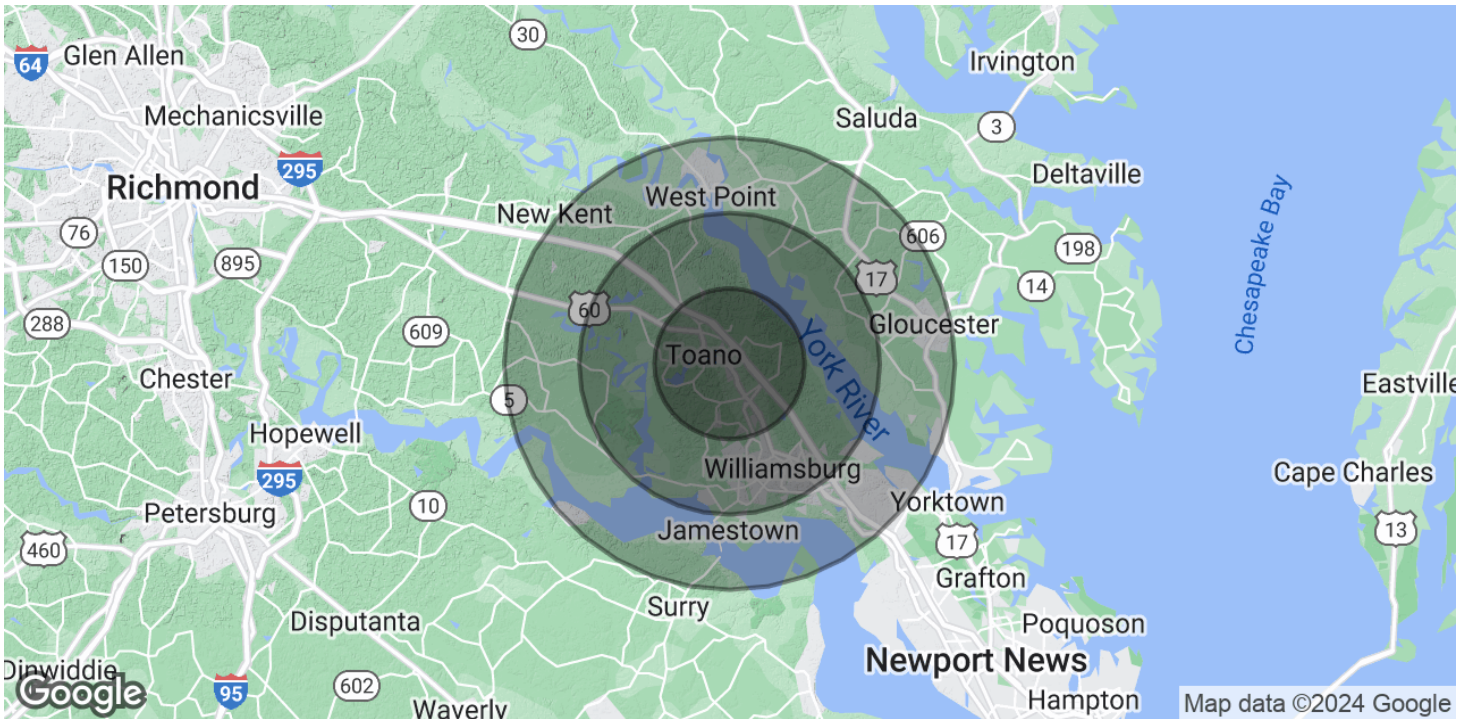 30
Irvington
64
Glen Allen
Mechanicsville
Saluda
3
295
Deltaville
Richmond
West Point
New Kent
76
606
198
150
895
17
14
Chesapeake Bay
60
288
609
Gloucester
Toano
York River
Chester
Eastville
5
Hopewell
295
Williamsburg
Cape Charles
10
Yorktown
Petersburg
Jamestown
13
460
17
Grafton
Surry
Disputanta
Poquoson
Newport News
Dinwiddie
Google
95
602
Waverly
Hampton
Map data ©2024 Google